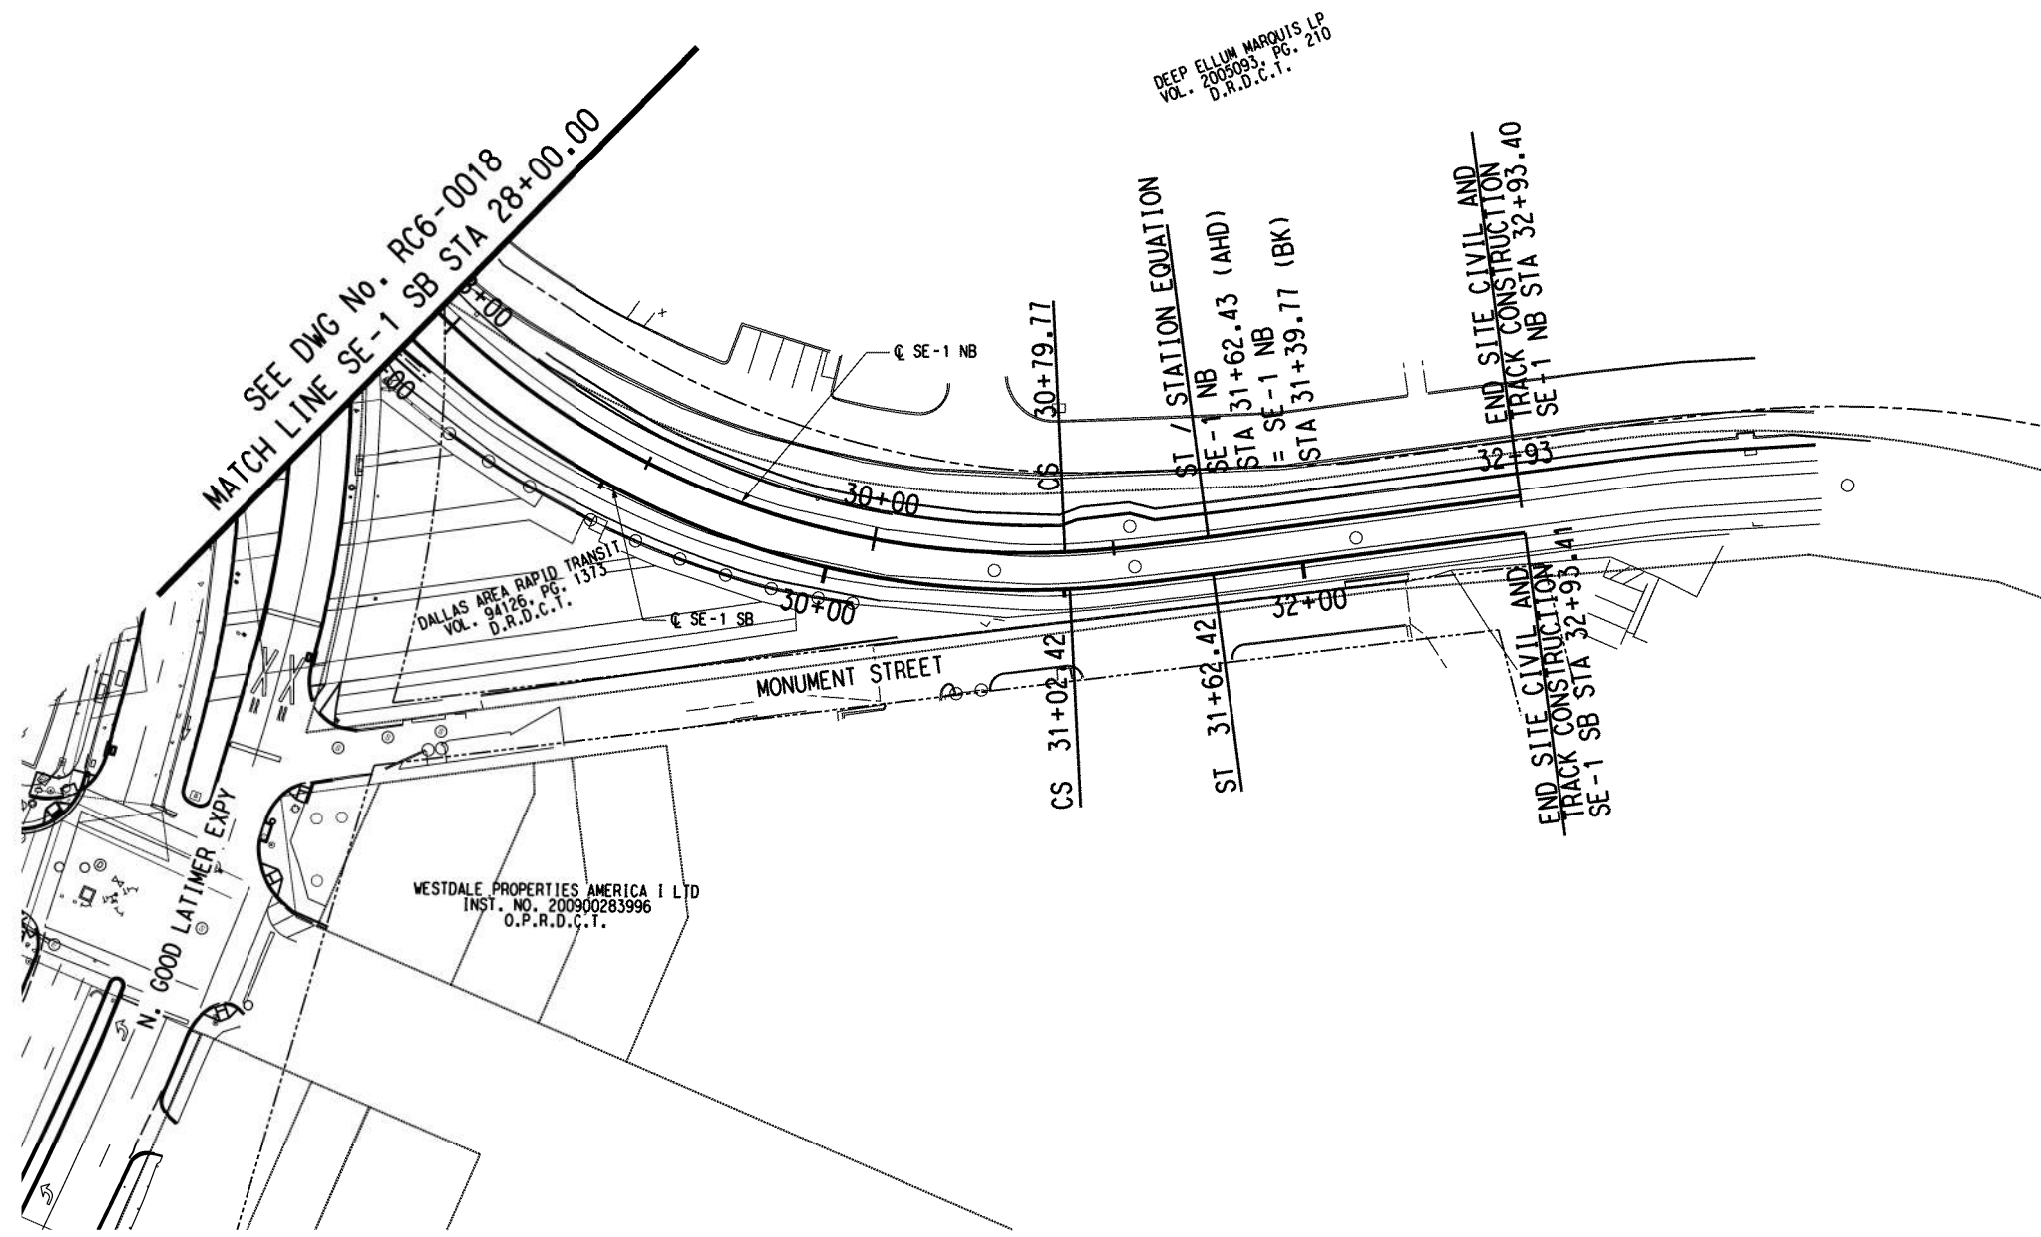 DEEP ELLUM MARQUIS LP
VOL. 2005093, PG. 210
D.R.D.C.T.
SEE DWG No. RC6-0018
MATCH LINE SE-1 SB STA 28+00.00
+00
+00
℄ SE-1 NB
30+00
CS 30+79.77
ST / STATION EQUATION
SE-1 NB
STA 31+62.43 (AHD)
= SE-1 NB
STA 31+39.77 (BK)
END SITE CIVIL AND
TRACK CONSTRUCTION
SE-1 NB STA 32+93.40
32+93
DALLAS AREA RAPID TRANSIT
VOL. 94126, PG. 1373
D.R.D.C.T.
℄ SE-1 SB
30+00
32+00
MONUMENT STREET
CS 31+02.42
ST 31+62.42
END SITE CIVIL AND
TRACK CONSTRUCTION
SE-1 SB STA 32+93.41
N. GOOD LATIMER EXPY
WESTDALE PROPERTIES AMERICA I LTD
INST. NO. 200900283996
O.P.R.D.C.T.